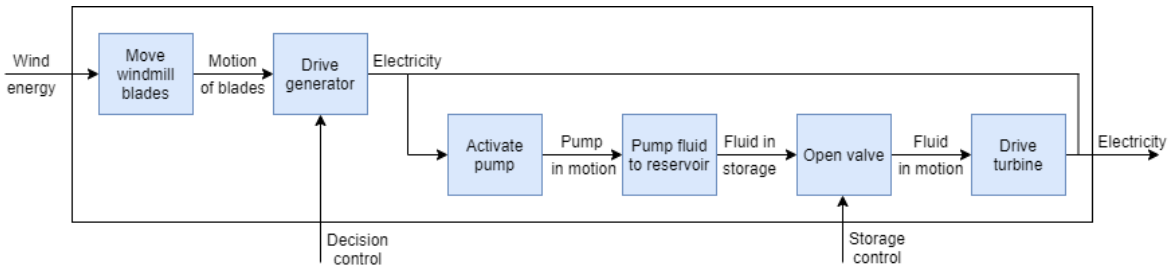 Wind
energy
Move
windmill
blades
Motion
of blades
Drive
generator
Electricity
Activate
pump
Pump
in motion
Pump fluid
to reservoir
Fluid in
storage
Open valve
Fluid
in motion
Drive
turbine
Electricity
Decision
control
Storage
control